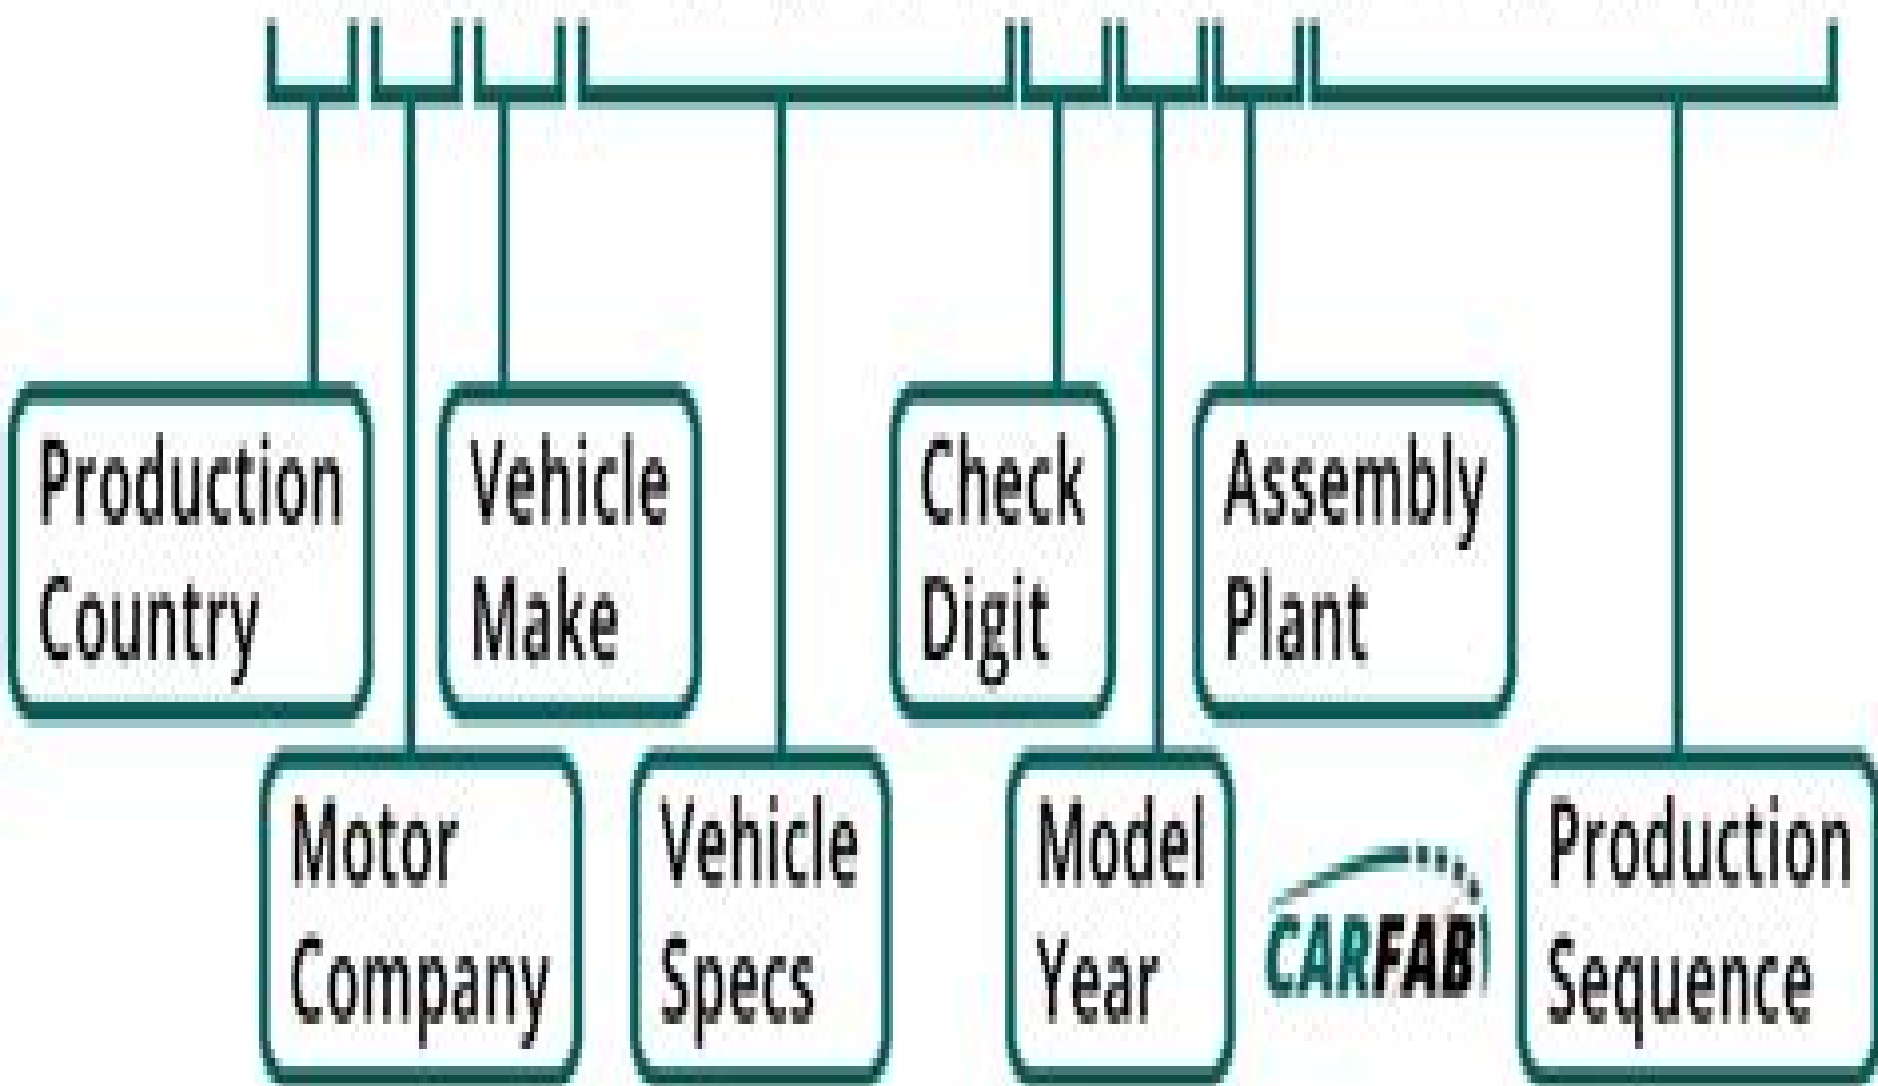 Production
Country
Vehicle
Make
Check
Digit
Assembly
Plant
Motor
Company
Vehicle
Specs
Model
Year
CARFAB
Production
Sequence